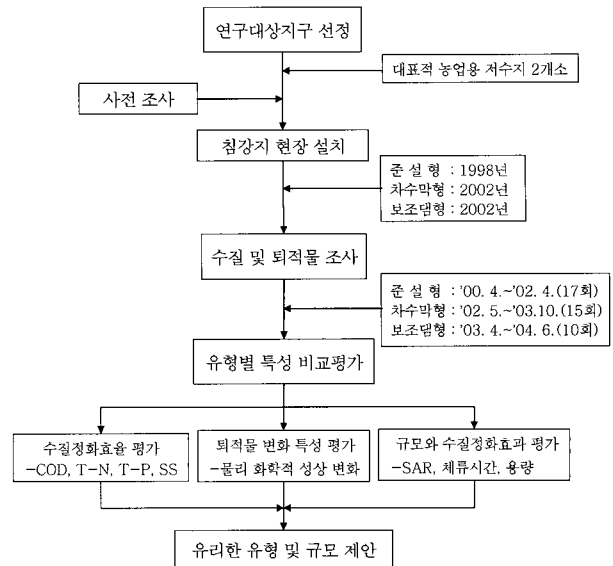 연구대상지구 선정
대표적 농업용 저수지 2개소
사전 조사
침강지 현장 설치
준 설 형 : 1998년
차수막형 : 2002년
보조댐형 : 2002년
수질 및 퇴적물 조사
준 설 형 : '00. 4.~'02. 4.(17회)
차수막형 : '02. 5.~'03.10.(15회)
보조댐형 : '03. 4.~'04. 6.(10회)
유형별 특성 비교평가
수질정화효율 평가
-COD, T-N, T-P, SS
퇴적물 변화 특성 평가
-물리 화학적 성상 변화
규모와 수질정화효과 평가
-SAR, 체류시간, 용량
유리한 유형 및 규모 제안